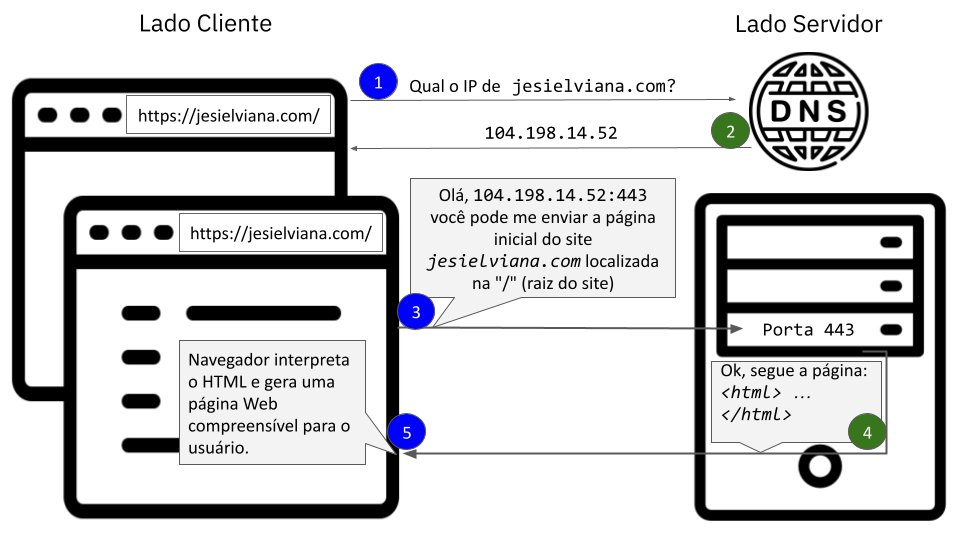 Lado Cliente
Lado Servidor
https://jesielviana.com/
1
Qual o IP de jesielviana.com?
DNS
104.198.14.52
2
https://jesielviana.com/
Olá, 104.198.14.52:443
você pode me enviar a página
inicial do site
jesielviana.com localizada
na "/" (raiz do site)
3
Porta 443
Navegador interpreta
o HTML e gera uma
página Web
compreensível para o
usuário.
Ok, segue a página:
<html> …
</html>
4
5